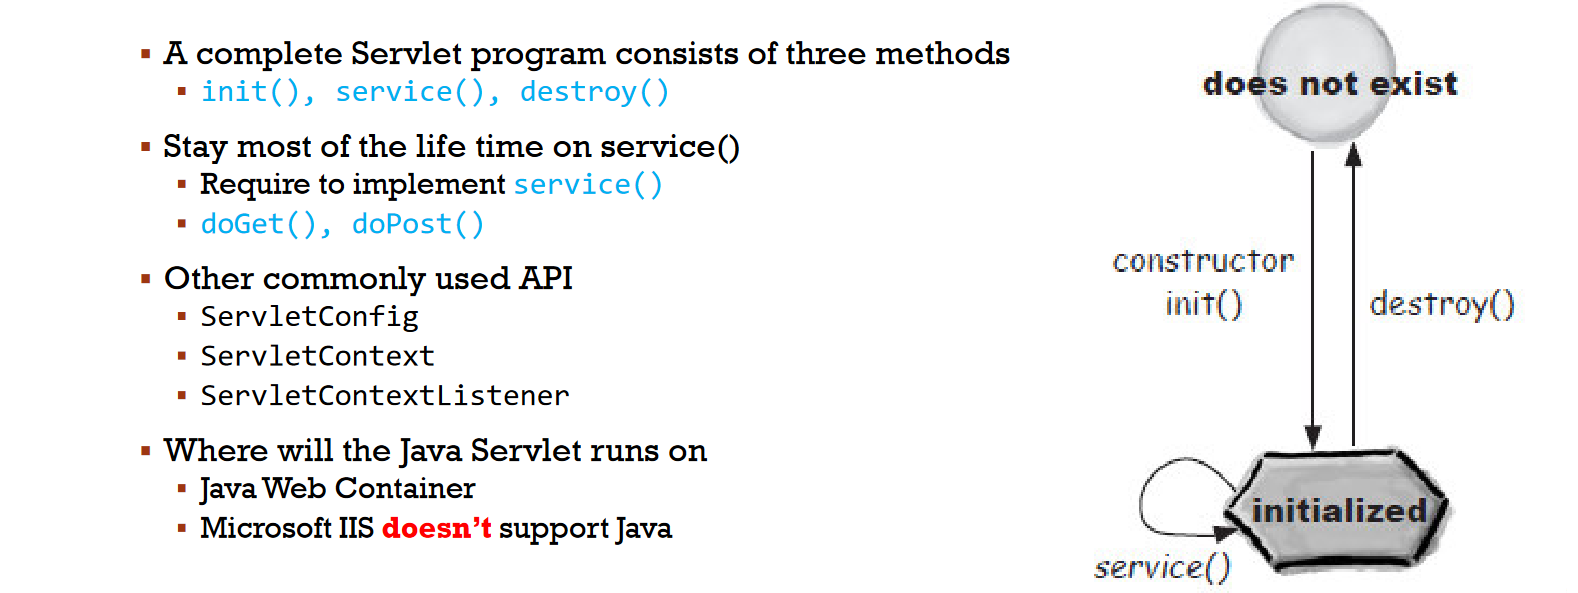 A complete Servlet program consists of three methods
init(), service(), destroy()
Stay most of the life time on service()
Require to implement service()
doGet(), doPost()
Other commonly used API
ServletConfig
ServletContext
ServletContextListener
Where will the Java Servlet runs on
Java Web Container
Microsoft IIS doesn't support Java
does not exist
constructor
init()
destroy()
initialized
service()